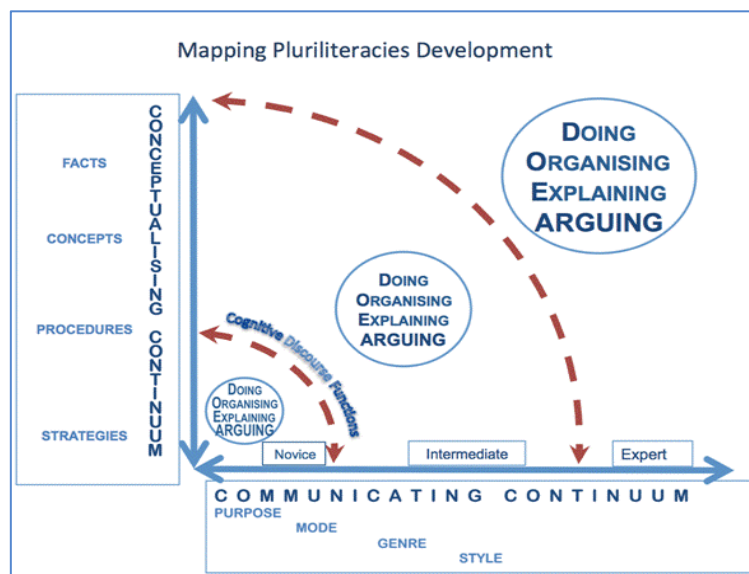 Mapping Pluriliteracies Development
CONCEPTUALISING CONTINUUM
FACTS
CONCEPTS
PROCEDURES
STRATEGIES
DOING
ORGANISING
EXPLAINING
ARGUING
DOING
ORGANISING
EXPLAINING
ARGUING
Cognitive Discourse Functions
DOING
ORGANISING
EXPLAINING
ARGUING
Novice
Intermediate
Expert
COMMUNICATING CONTINUUM
PURPOSE
MODE
GENRE
STYLE